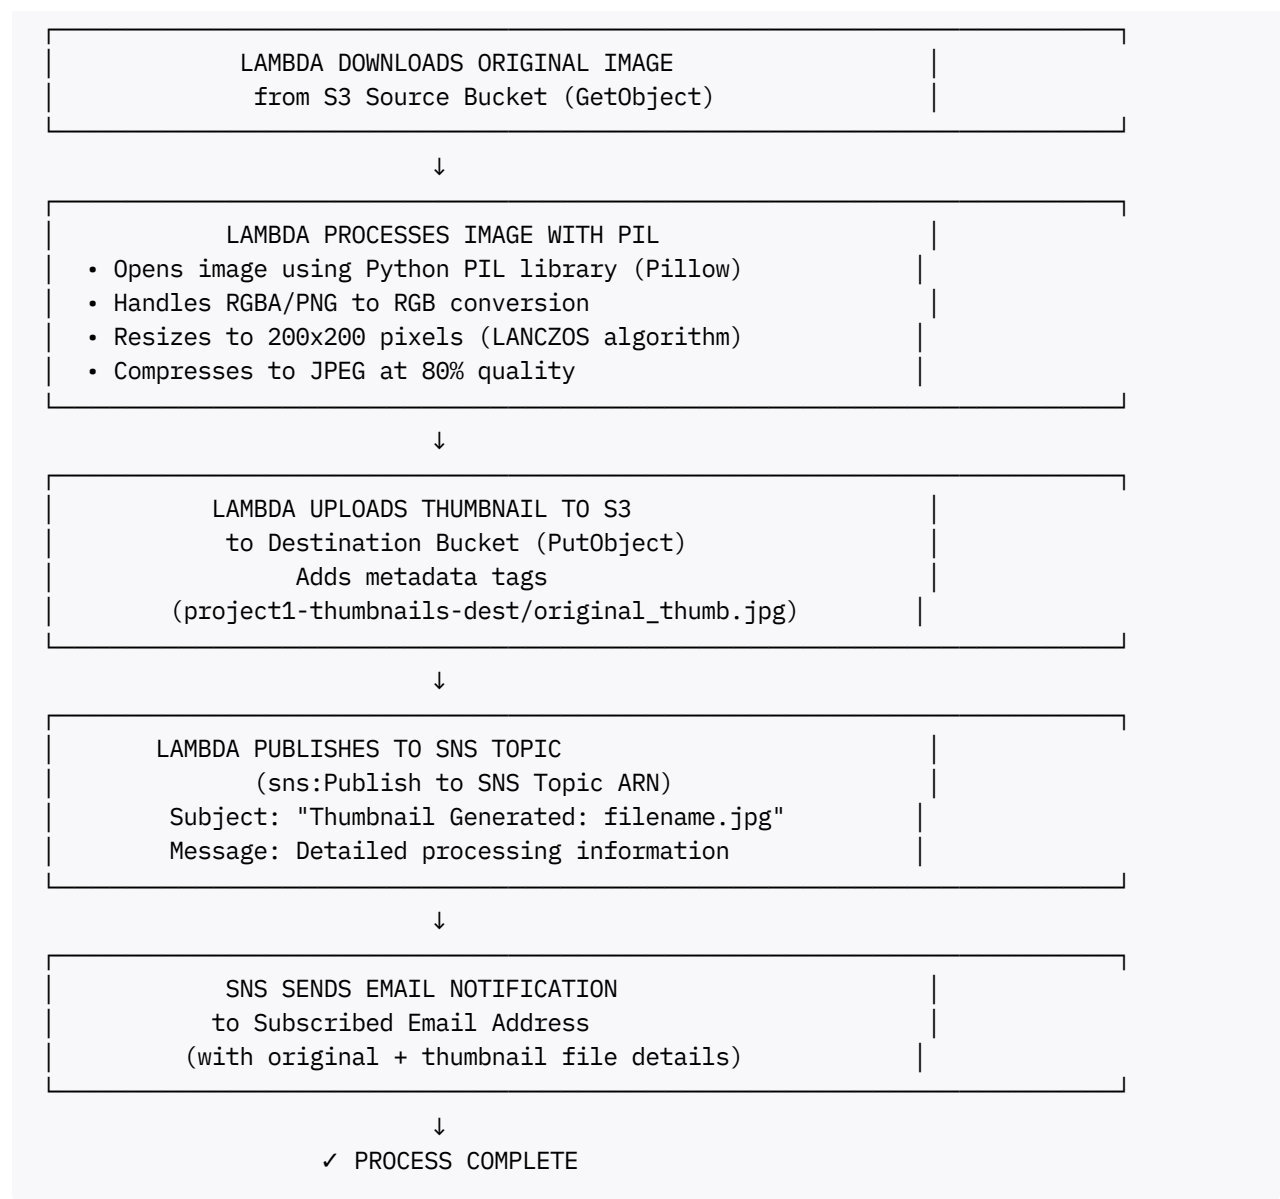 LAMBDA DOWNLOADS ORIGINAL IMAGE
from S3 Source Bucket (GetObject)
↓
LAMBDA PROCESSES IMAGE WITH PIL
• Opens image using Python PIL library (Pillow)
• Handles RGBA/PNG to RGB conversion
• Resizes to 200x200 pixels (LANCZOS algorithm)
• Compresses to JPEG at 80% quality
↓
LAMBDA UPLOADS THUMBNAIL TO S3
to Destination Bucket (PutObject)
Adds metadata tags
(project1-thumbnails-dest/original_thumb.jpg)
↓
LAMBDA PUBLISHES TO SNS TOPIC
(sns:Publish to SNS Topic ARN)
Subject: "Thumbnail Generated: filename.jpg"
Message: Detailed processing information
↓
SNS SENDS EMAIL NOTIFICATION
to Subscribed Email Address
(with original + thumbnail file details)
↓
✓ PROCESS COMPLETE